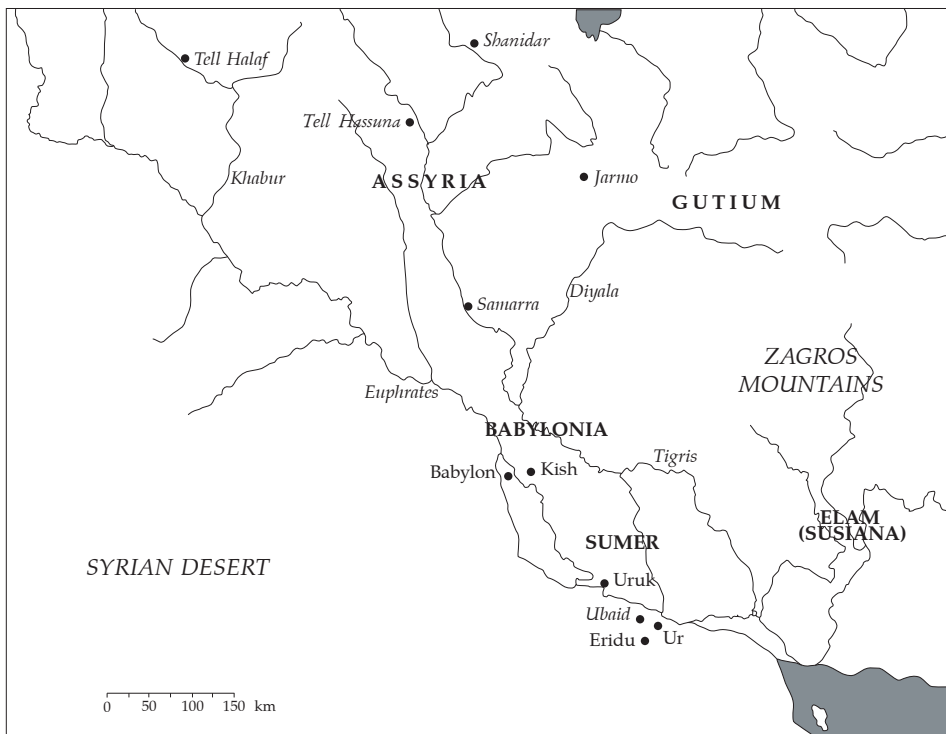 Shanidar
Tell Halaf
Tell Hassuna
Khabur
ASSYRIA
Jarmo
GUTIUM
Samarra
Diyala
ZAGROS
MOUNTAINS
Euphrates
BABYLONIA
Babylon
Kish
Tigris
ELAM
(SUSIANA)
SUMER
SYRIAN DESERT
Uruk
Ubaid
Ur
Eridu
0 50 100 150 km